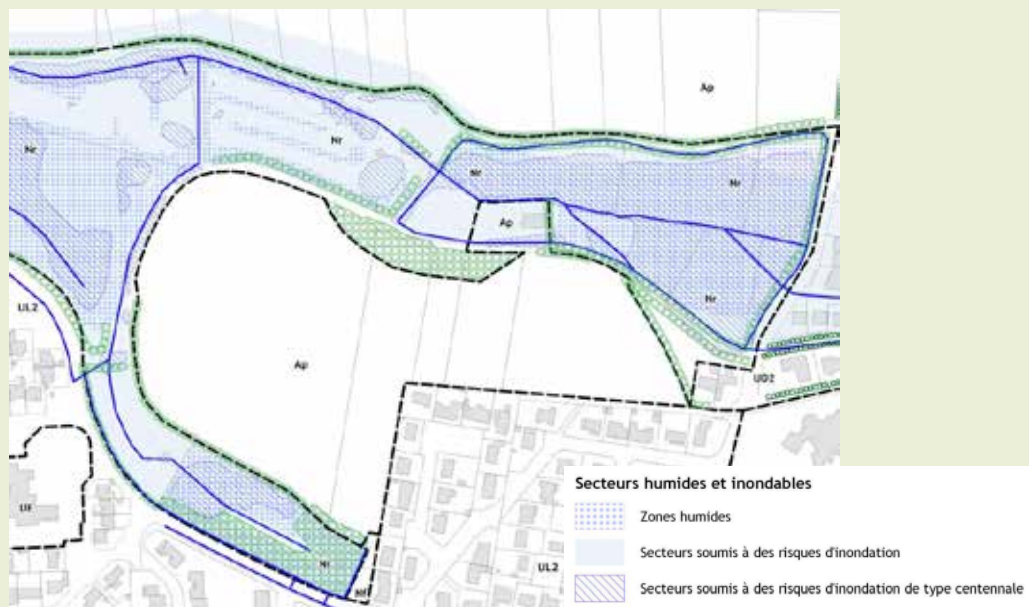 Ap
Nr
Nr
Nr
Nr
Ap
Nr
UL2
Ap
UD2
UF
UL2
Secteurs humides et inondables
Zones humides
Secteurs soumis à des risques d'inondation
Secteurs soumis à des risques d'inondation de type centennale